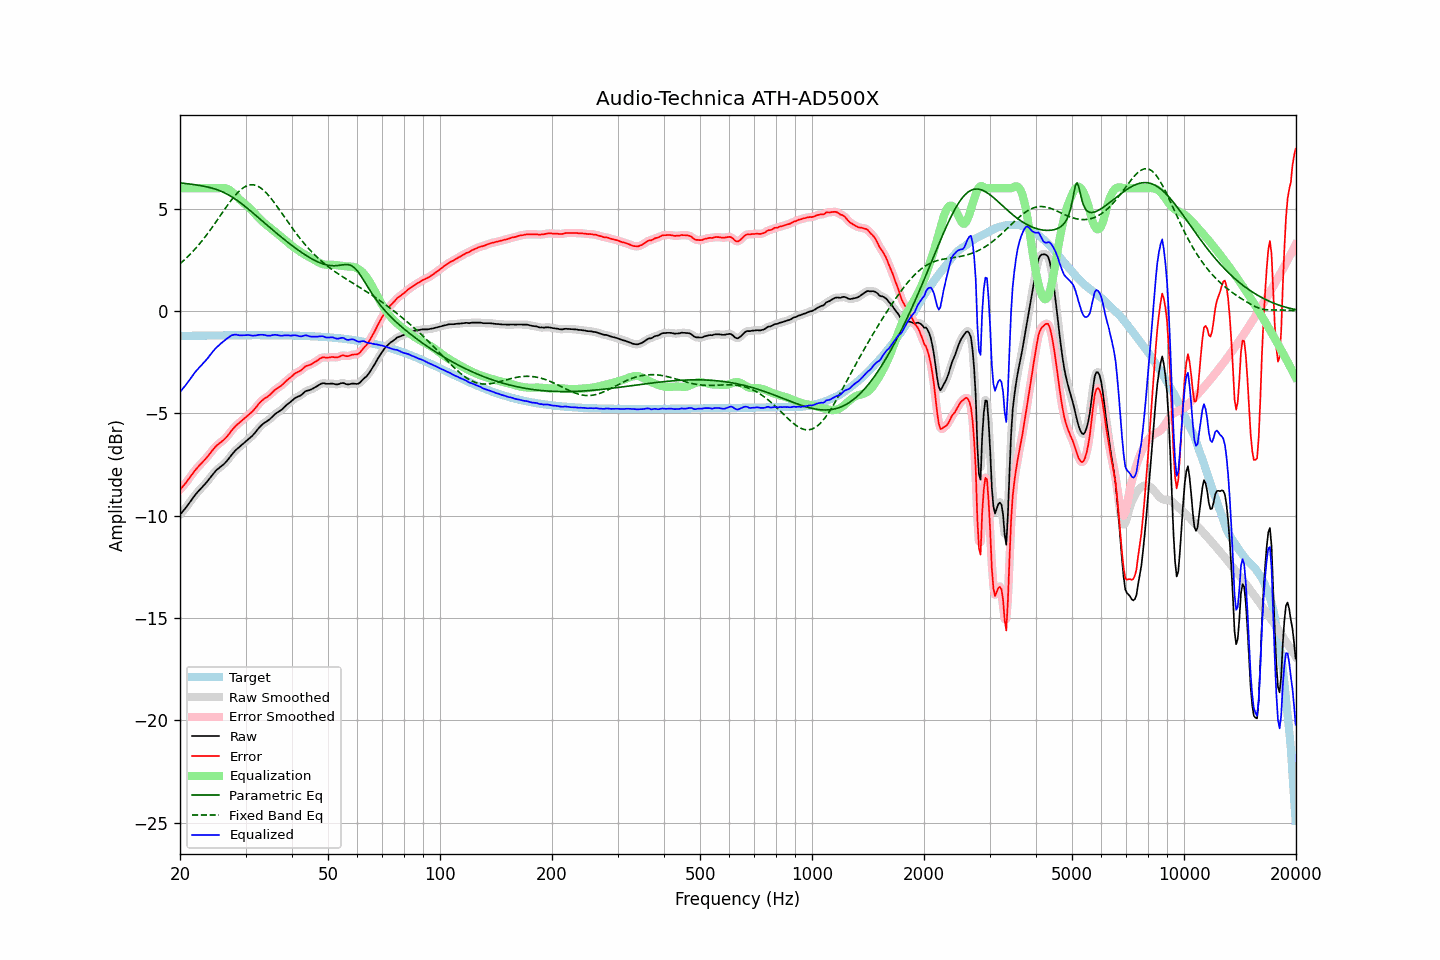 Audio-Technica ATH-AD500X
Amplitude (dBr)
5
0
−5
−10
−15
−20
−25
Target
Raw Smoothed
Error Smoothed
Raw
Error
Equalization
Parametric Eq
Fixed Band Eq
Equalized
20 50 100 200 500 1000 2000 5000 10000 20000
Frequency (Hz)